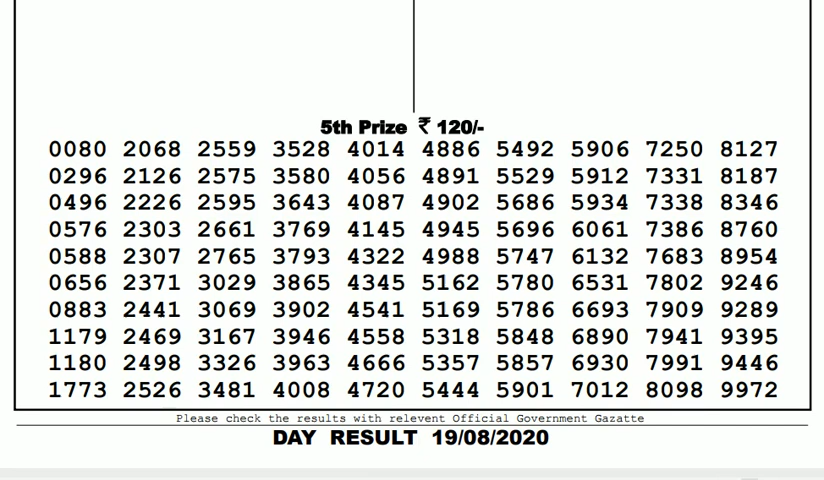 5th Prize ₹ 120/-
0080 2068 2559 3528 4014 4886 5492 5906 7250 8127
0296 2126 2575 3580 4056 4891 5529 5912 7331 8187
0496 2226 2595 3643 4087 4902 5686 5934 7338 8346
0576 2303 2661 3769 4145 4945 5696 6061 7386 8760
0588 2307 2765 3793 4322 4988 5747 6132 7683 8954
0656 2371 3029 3865 4345 5162 5780 6531 7802 9246
0883 2441 3069 3902 4541 5169 5786 6693 7909 9289
1179 2469 3167 3946 4558 5318 5848 6890 7941 9395
1180 2498 3326 3963 4666 5357 5857 6930 7991 9446
1773 2526 3481 4008 4720 5444 5901 7012 8098 9972
Please check the results with relevent Official Government Gazatte
DAY RESULT 19/08/2020